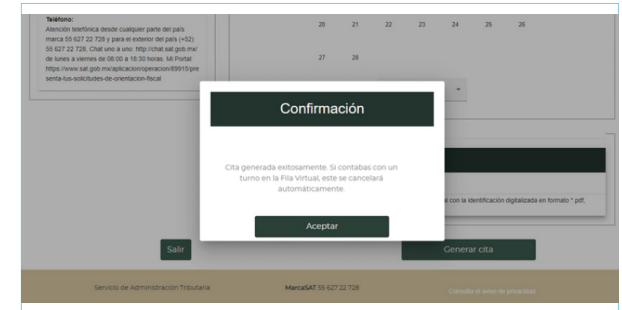 Teléfono:
Atención telefónica desde cualquier parte del país
marca 55 627 22 728 y para el exterior del país (+52)
55 627 22 728. Chat uno a uno: http://chat.sat.gob.mx/
de lunes a viernes de 08:00 a 18:30 horas. Mi Portal:
https://www.sat.gob.mx/aplicacion/operacion/89915/pre
senta-tus-solicitudes-de-orientacion-fiscal
20 21 22 23 24 25 26
27 28
Confirmación
Cita generada exitosamente. Si contabas con un
turno en la Fila Virtual, este se cancelará
automáticamente.
Aceptar
con la identificación digitalizada en formato *.pdf,
Salir
Generar cita
Servicio de Administración Tributaria
MarcaSAT 55 627 22 728
Consulta el aviso de privacidad